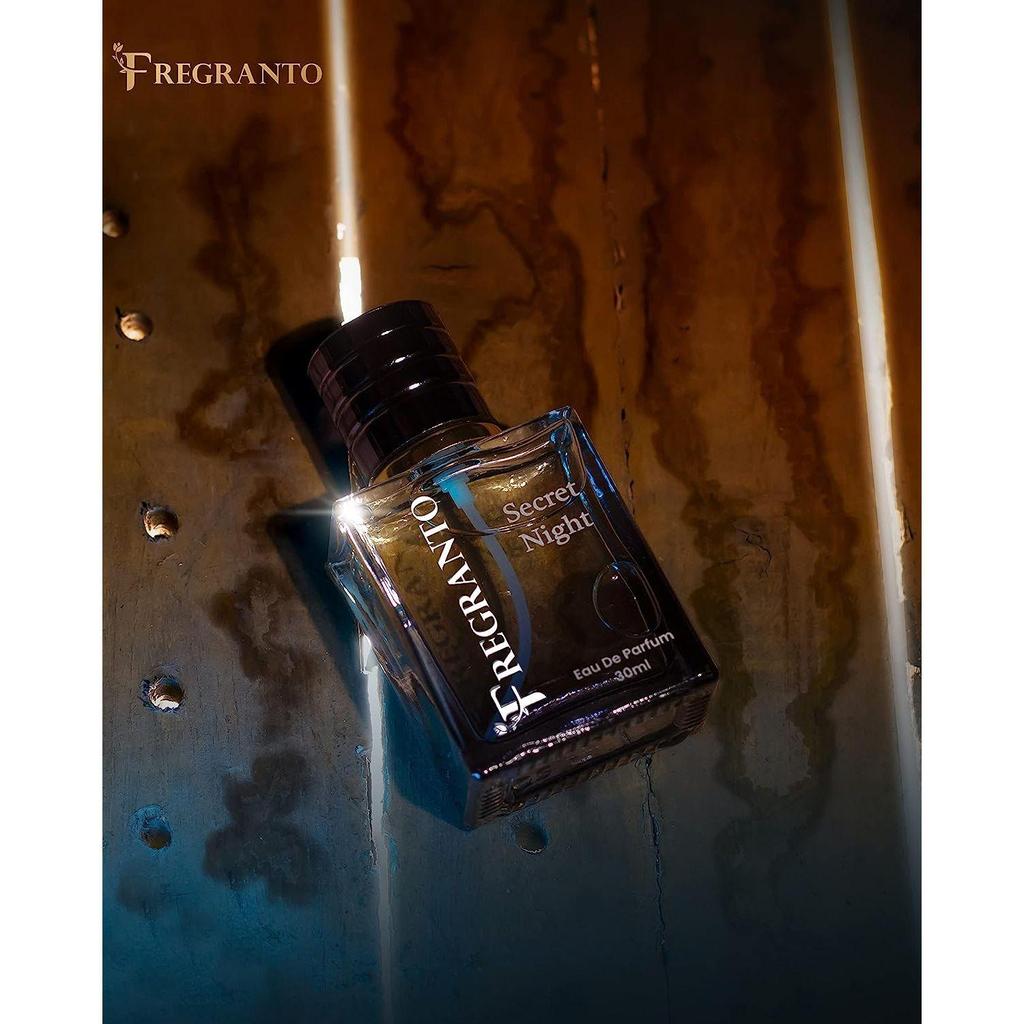 FREGRANTO
Secret
Night
FREGRANTO
Eau De Parfum
30ml